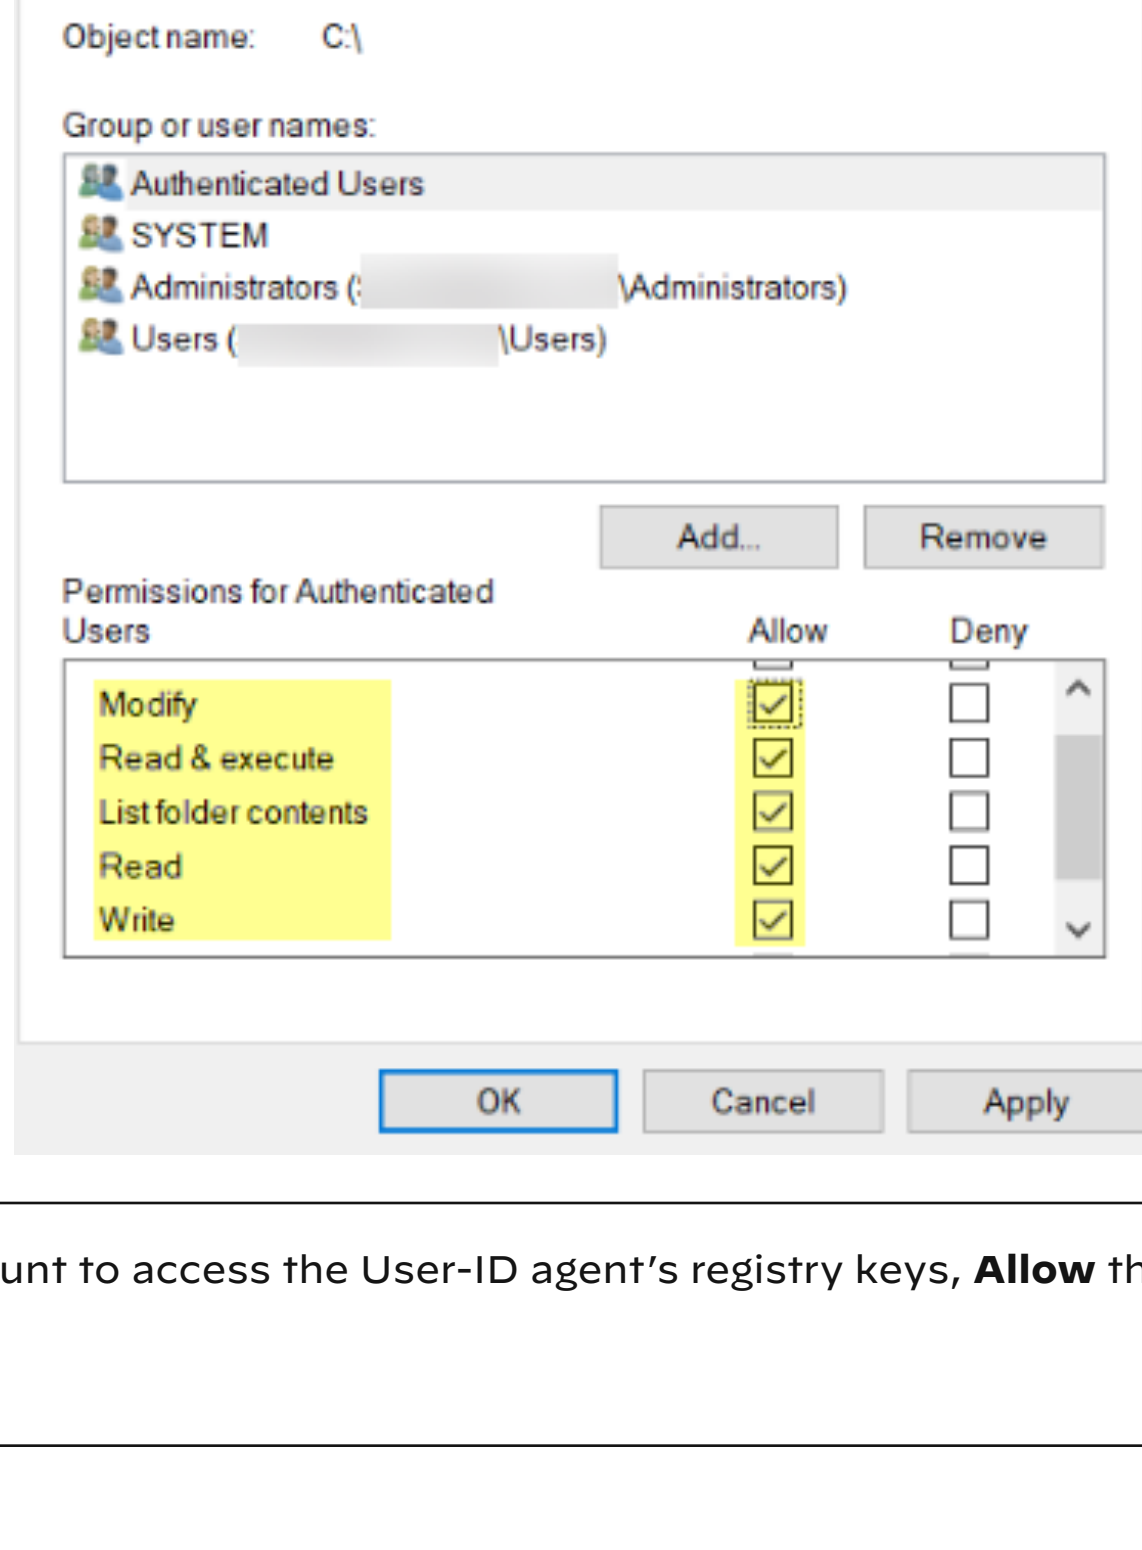 Object name: C:\
Group or user names:
Authenticated Users
SYSTEM
Administrators ( \Administrators)
Users ( \Users)
Add... Remove
Permissions for Authenticated
Users Allow Deny
Modify
Read & execute
List folder contents
Read
Write
OK Cancel Apply
unt to access the User-ID agent's registry keys, Allow th